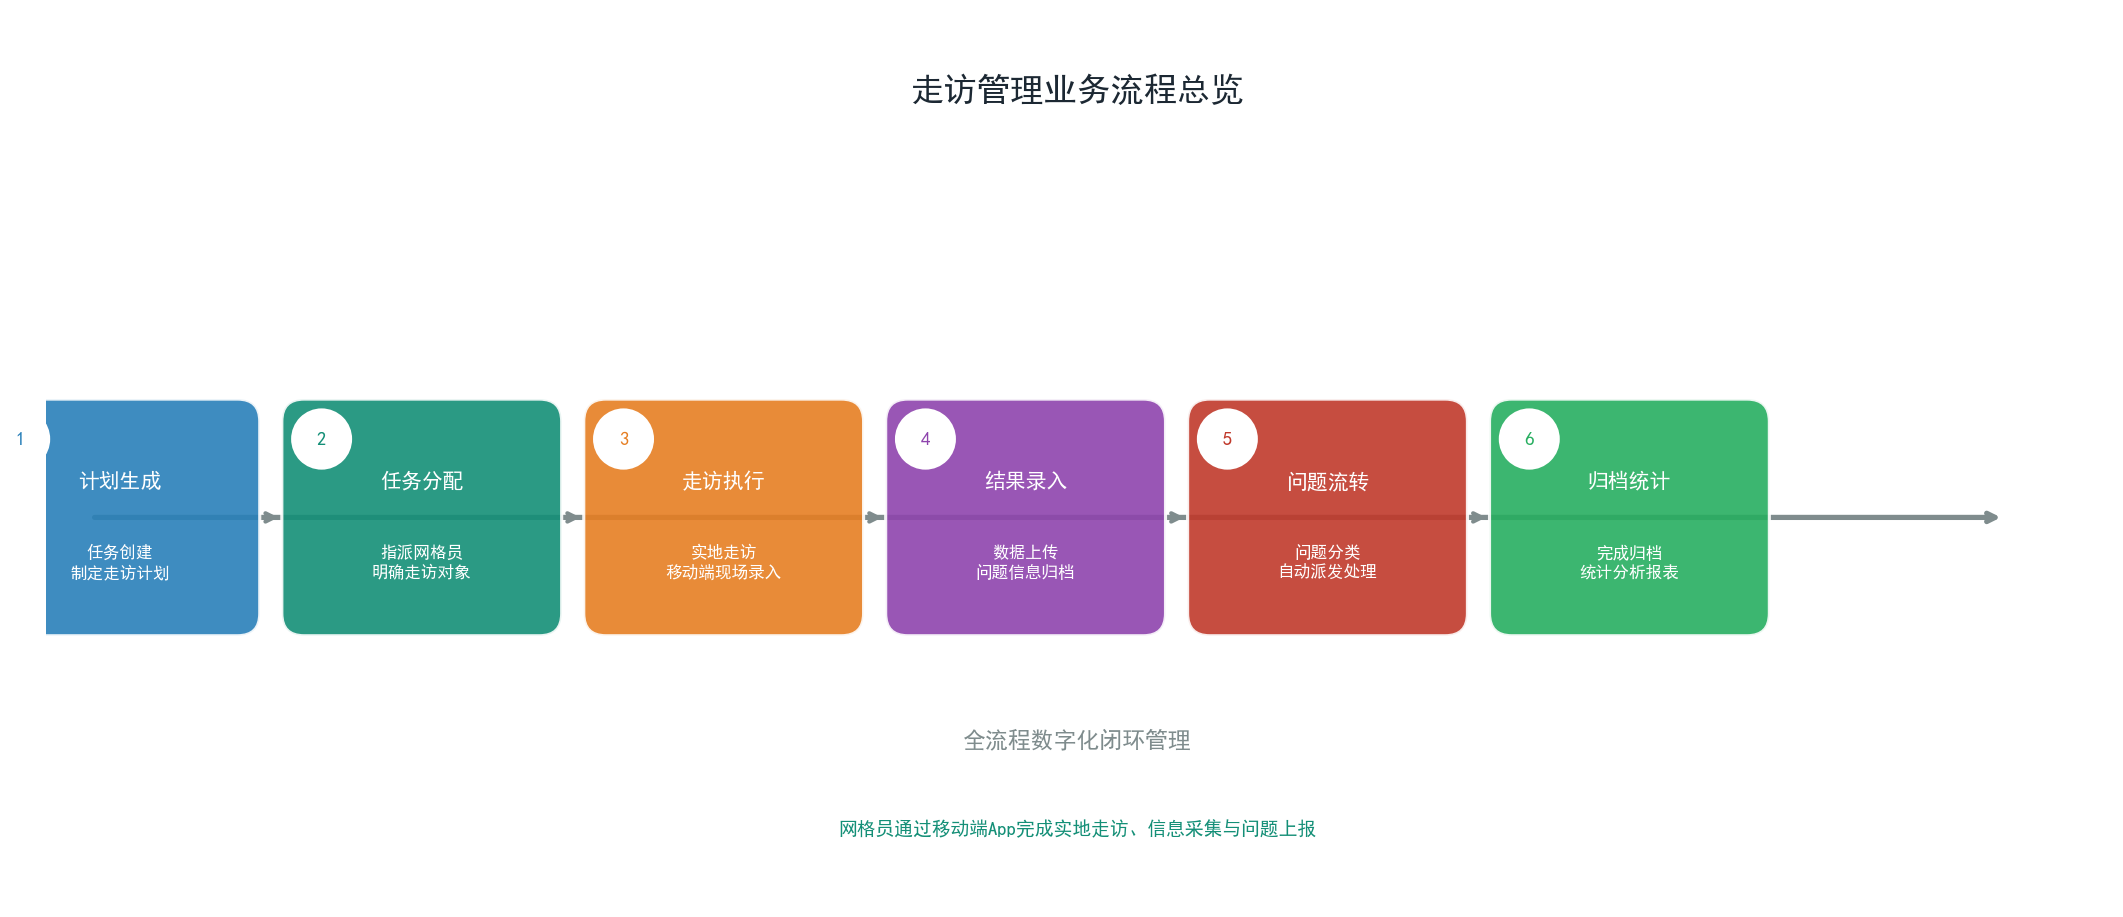 走访管理业务流程总览
1
计划生成
任务创建
制定走访计划
2
任务分配
指派网格员
明确走访对象
3
走访执行
实地走访
移动端现场录入
4
结果录入
数据上传
问题信息归档
5
问题流转
问题分类
自动派发处理
6
归档统计
完成归档
统计分析报表
全流程数字化闭环管理
网格员通过移动端App完成实地走访、信息采集与问题上报